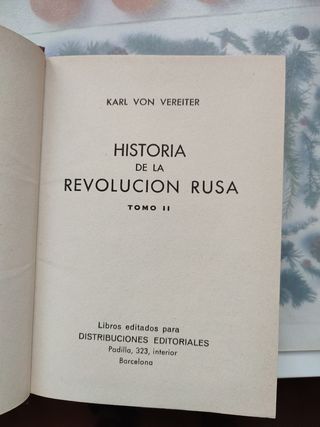 KARL VON VEREITER
HISTORIA
DE LA
REVOLUCION RUSA
TOMO II
Libros editados para
DISTRIBUCIONES EDITORIALES
Padilla, 323, interior
Barcelona